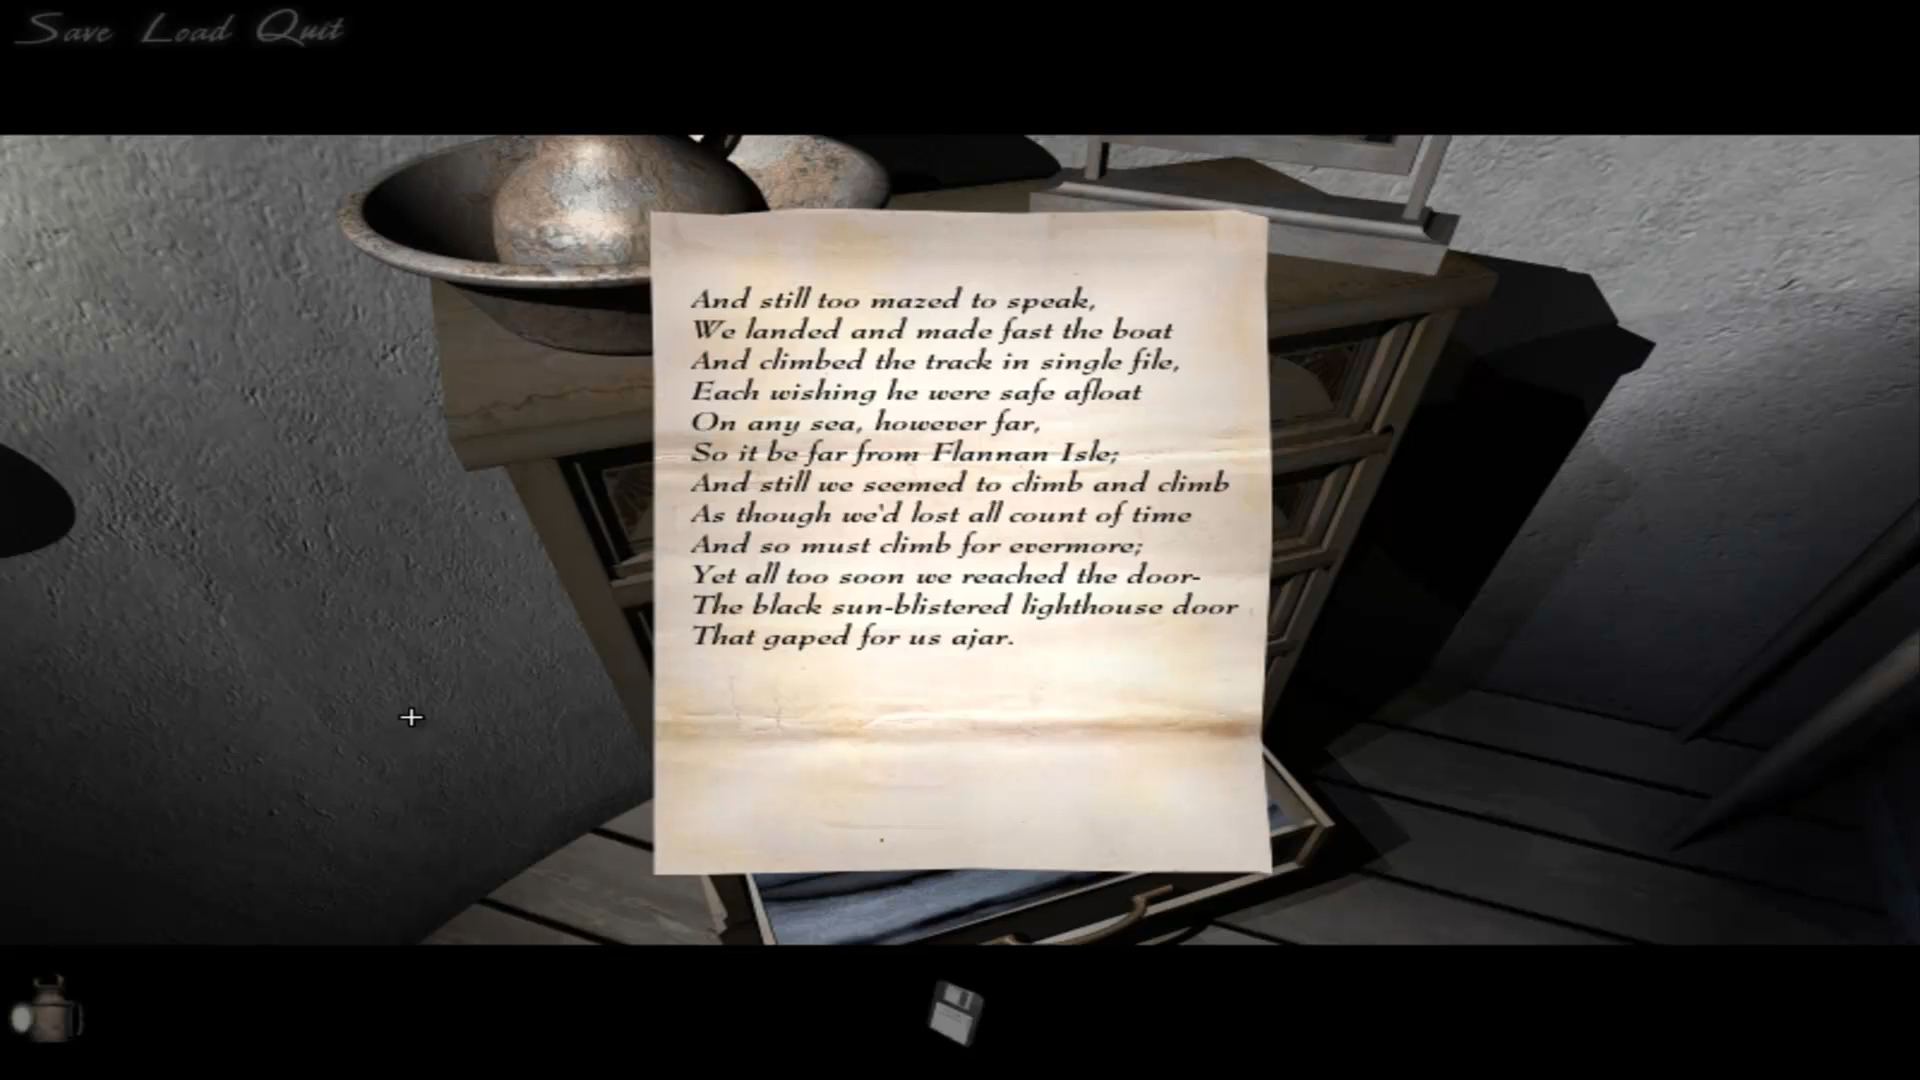 Save Load Quit
And still too mazed to speak,
We landed and made fast the boat
And climbed the track in single file,
Each wishing he were safe afloat
On any sea, however far,
So it be far from Flannan Isle;
And still we seemed to climb and climb
As though we'd lost all count of time
And so must climb for evermore;
Yet all too soon we reached the door-
The black sun-blistered lighthouse door
That gaped for us ajar.